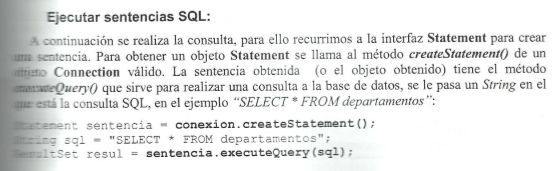 Ejecutar sentencias SQL:
A continuación se realiza la consulta, para ello recurrimos a la interfaz Statement para crear
una sentencia. Para obtener un objeto Statement se llama al método createStatement() de un
objeto Connection válido. La sentencia obtenida (o el objeto obtenido) tiene el método
executeQuery() que sirve para realizar una consulta a la base de datos, se le pasa un String en el
que está la consulta SQL, en el ejemplo "SELECT * FROM departamentos":
Statement sentencia = conexion.createStatement();
String sql = "SELECT * FROM departamentos";
ResultSet resul = sentencia.executeQuery(sql);